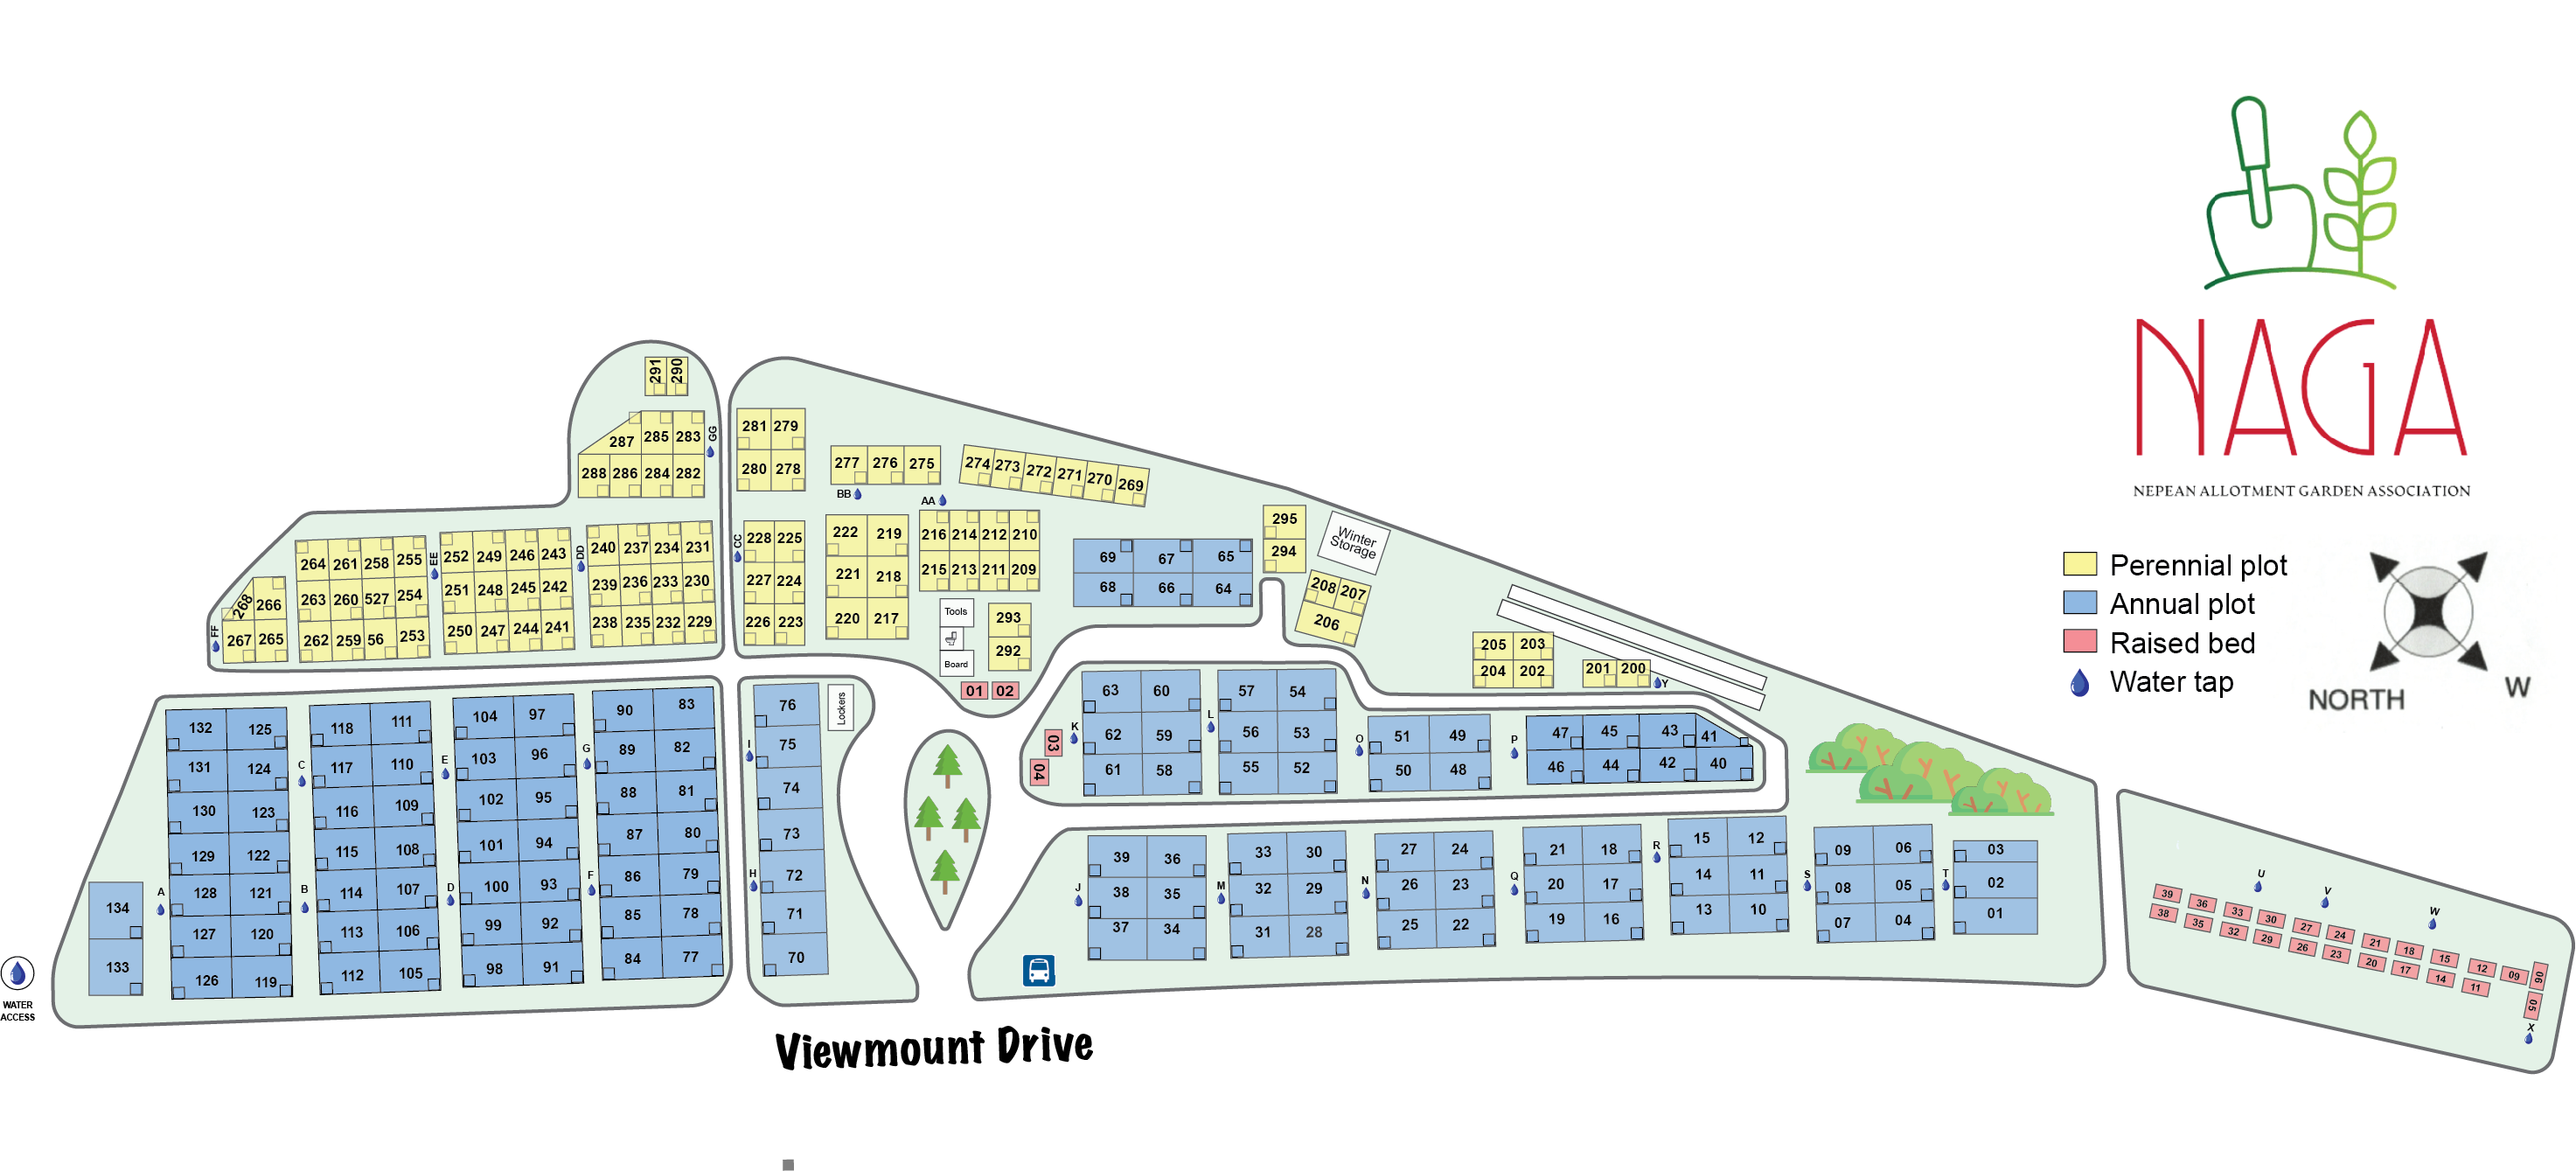 NAGA
NEPEAN ALLOTMENT GARDEN ASSOCIATION
Perennial plot
Annual plot
Raised bed
Water tap
NORTH
W
291 290
287 285 283 GG
288 286 284 282
281 279
280 278
277 276 275
BB
274 273 272 271 270 269
AA
264 261 258 255
263 260 527 254
262 259 56 253
268 266
267 265
FF
EE
252 249 246 243
251 248 245 242
250 247 244 241
DD
240 237 234 231
239 236 233 230
238 235 232 229
CC
228 225
227 224
226 223
222 219
221 218
220 217
216 214 212 210
215 213 211 209
Tools
Board
293
292
01 02
69 67 65
68 66 64
295
294
Winter
Storage
208 207
206
205 203
204 202
201 200
Y
132 125
131 124
130 123
129 122
128 121
127 120
126 119
134
133
A
C
B
118 111
117 110
116 109
115 108
114 107
113 106
112 105
E
D
104 97
103 96
102 95
101 94
100 93
99 92
98 91
G
F
90 83
89 82
88 81
87 80
86 79
85 78
84 77
I
H
76
75
74
73
72
71
70
Lockers
03
04
K
63 60
62 59
61 58
L
57 54
56 53
55 52
O
51 49
50 48
P
47 45 43 41
46 44 42 40
J
39 36
38 35
37 34
M
33 30
32 29
31 28
N
27 24
26 23
25 22
Q
21 18
20 17
19 16
R
15 12
14 11
13 10
S
09 06
08 05
07 04
T
03
02
01
U
V
W
39 36 33 30 27 24 21 18 15 12 09 06
38 35 32 29 26 23 20 17 14 11 05
X
WATER
ACCESS
Viewmount Drive